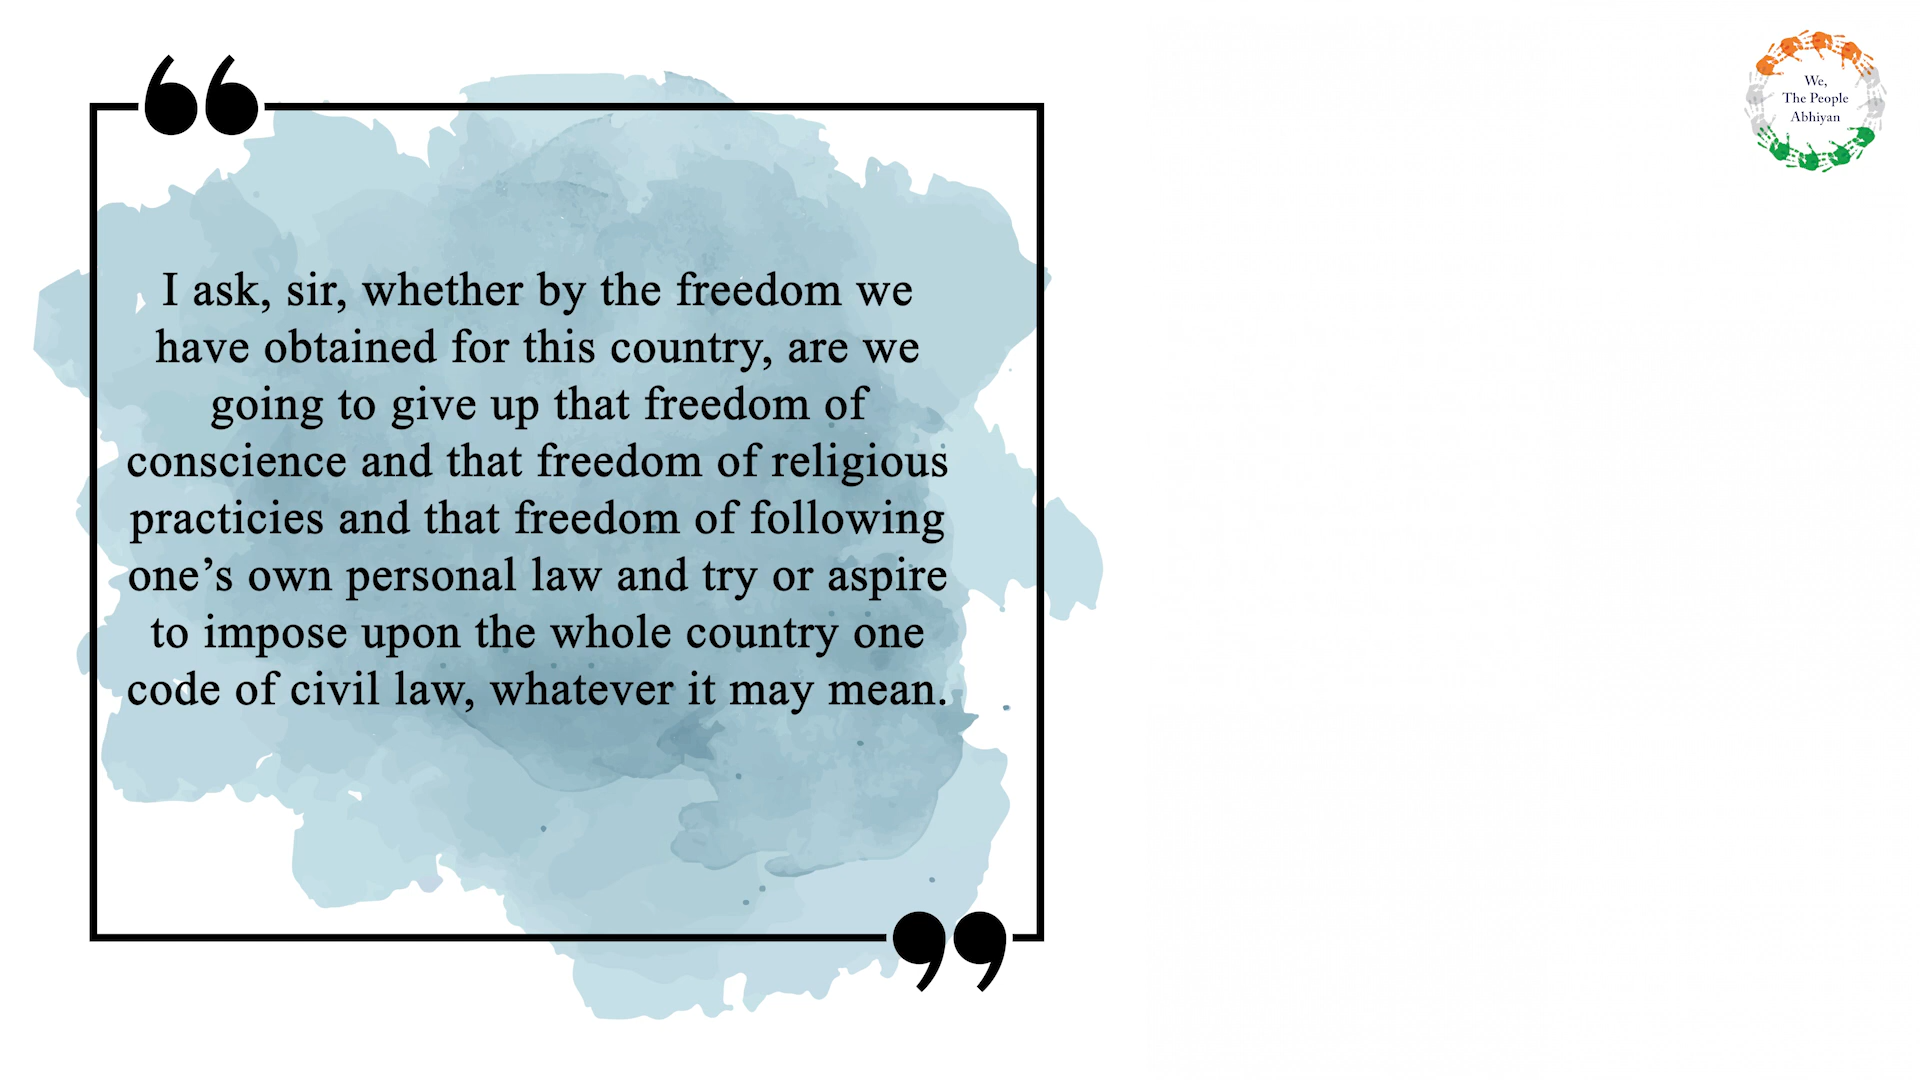 “
I ask, sir, whether by the freedom we
have obtained for this country, are we
going to give up that freedom of
conscience and that freedom of religious
practicies and that freedom of following
one’s own personal law and try or aspire
to impose upon the whole country one
code of civil law, whatever it may mean.
”
We,
The People
Abhiyan